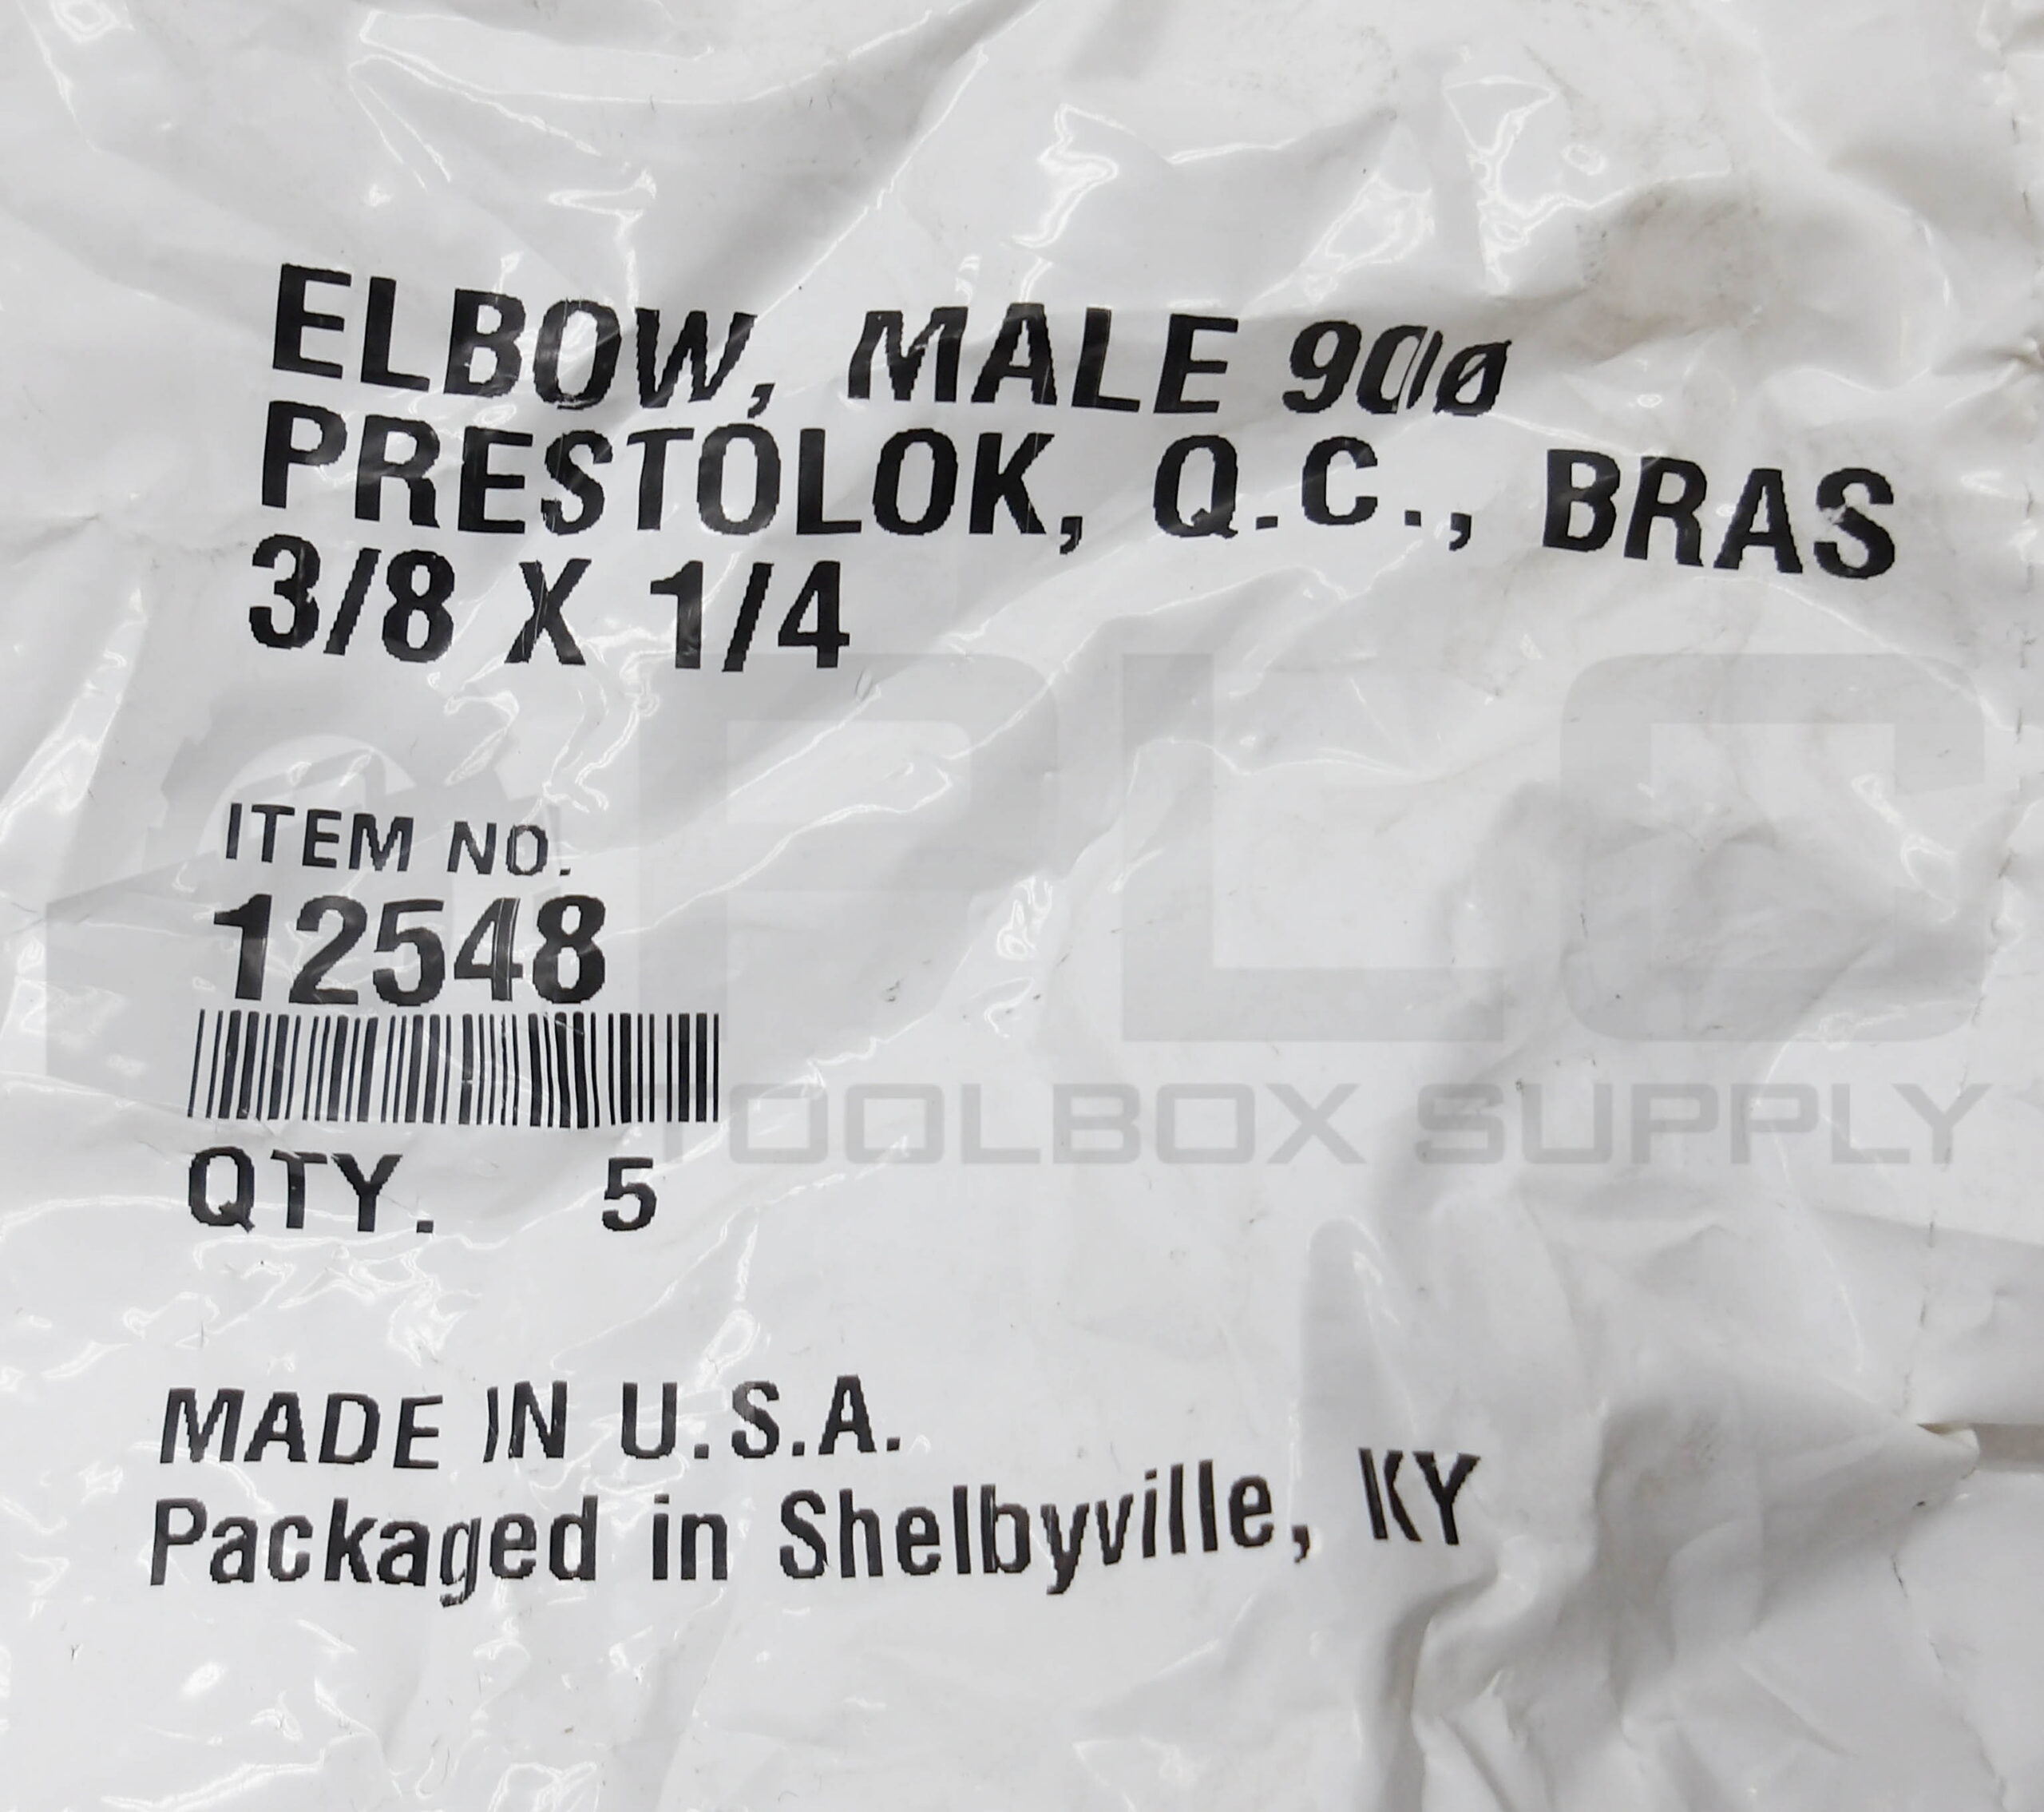 ELBOW, MALE 90ø
PRESTOLOK, Q.C., BRAS
3/8 X 1/4
ITEM NO.
12548
QTY. 5
PLC
TOOLBOX SUPPLY
MADE IN U.S.A.
Packaged in Shelbyville, KY